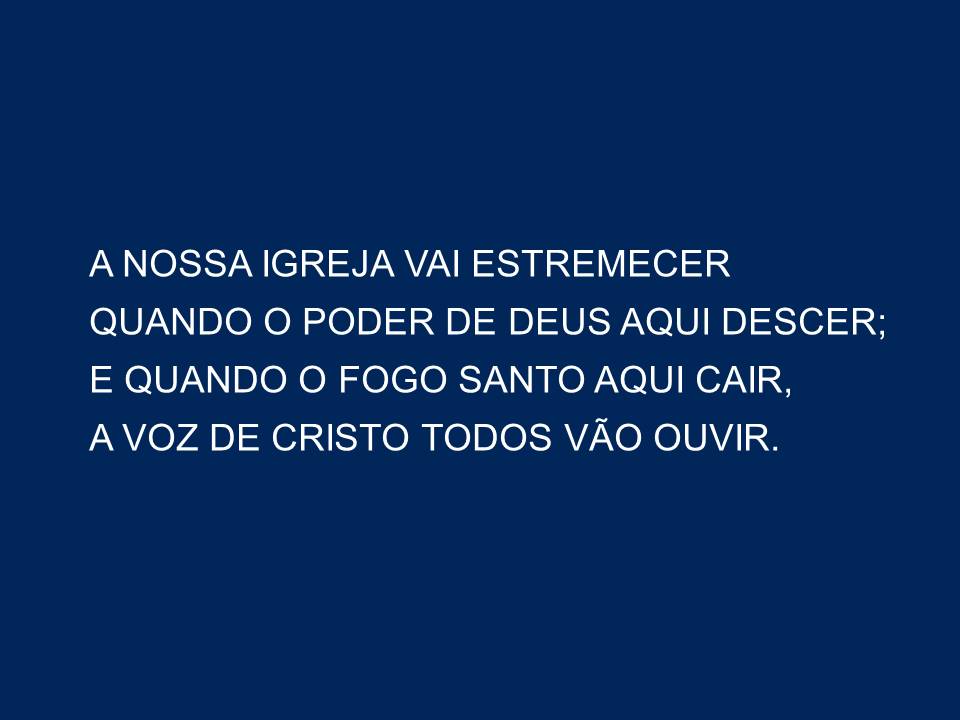 A NOSSA IGREJA VAI ESTREMECER
QUANDO O PODER DE DEUS AQUI DESCER;
E QUANDO O FOGO SANTO AQUI CAIR,
A VOZ DE CRISTO TODOS VÃO OUVIR.